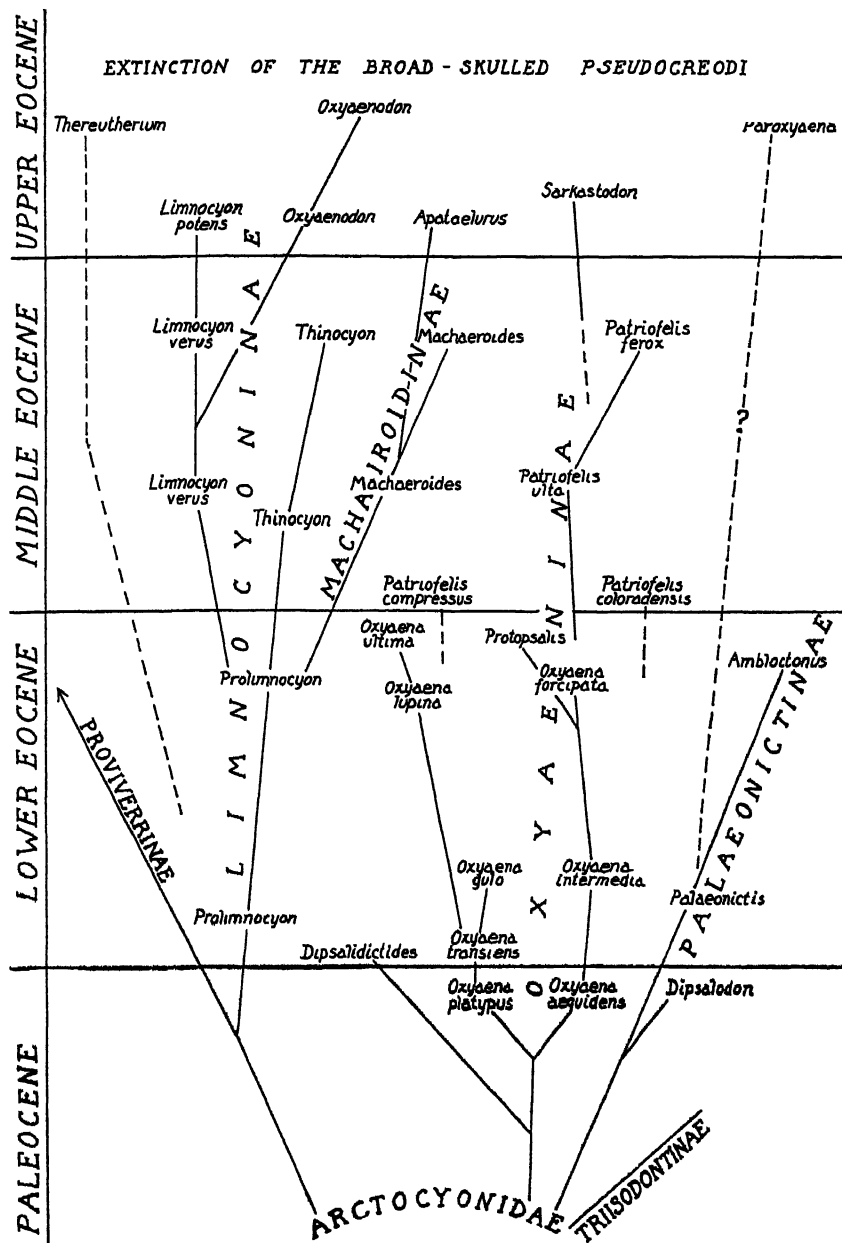 EXTINCTION OF THE BROAD - SKULLED PSEUDOCREODI
UPPER EOCENE
Thereutherium
Oxyaenodon
Paroxyaena
Limnocyon
potens
Oxyaenodon
Apataelurus
Sarkastodon
MIDDLE EOCENE
Limnocyon
verus
Thinocyon
Machaeroides
Patriofelis
ferox
Limnocyon
verus
Thinocyon
Machaeroides
Patriofelis
ulta
MACHAIROIDINAE
Patriofelis
compressus
Patriofelis
coloradensis
?
LOWER EOCENE
Oxyaena
ultima
Protopsalis
Ambloctonus
Prolimnocyon
Oxyaena
lupina
Oxyaena
forcipata
PROVIVERRINAE
LIMNOCYONINAE
OXYAENINAE
PALAEONICTINAE
Oxyaena
gulo
Oxyaena
intermedia
Palaeonictis
Prolimnocyon
Dipsalidictides
Oxyaena
transiens
PALEOCENE
Oxyaena
platypus
Oxyaena
aequidens
Dipsalodon
ARCTOCYONIDAE
TRIISODONTINAE